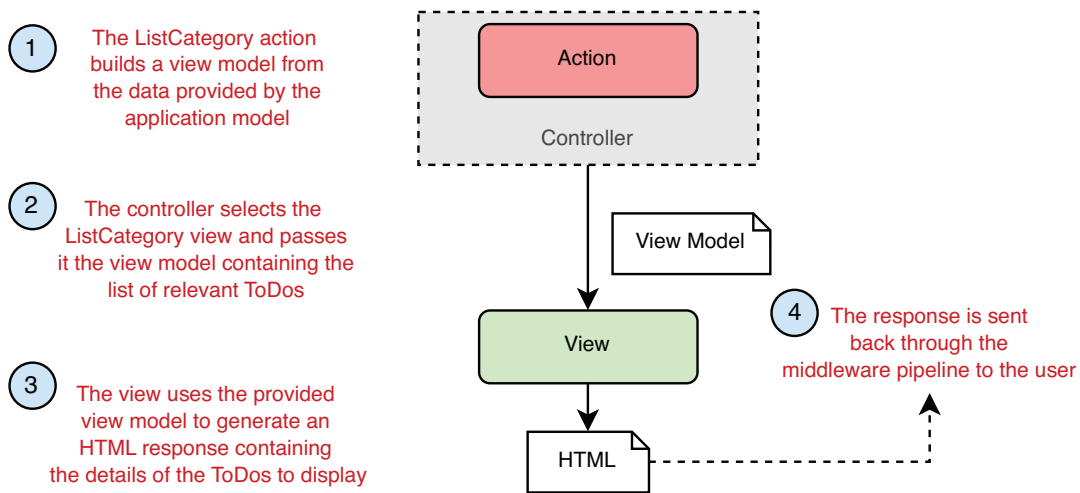 1
The ListCategory action
builds a view model from
the data provided by the
application model
Action
Controller
2
The controller selects the
ListCategory view and passes
it the view model containing the
list of relevant ToDos
View Model
4
The response is sent
back through the
middleware pipeline to the user
View
3
The view uses the provided
view model to generate an
HTML response containing
the details of the ToDos to display
HTML